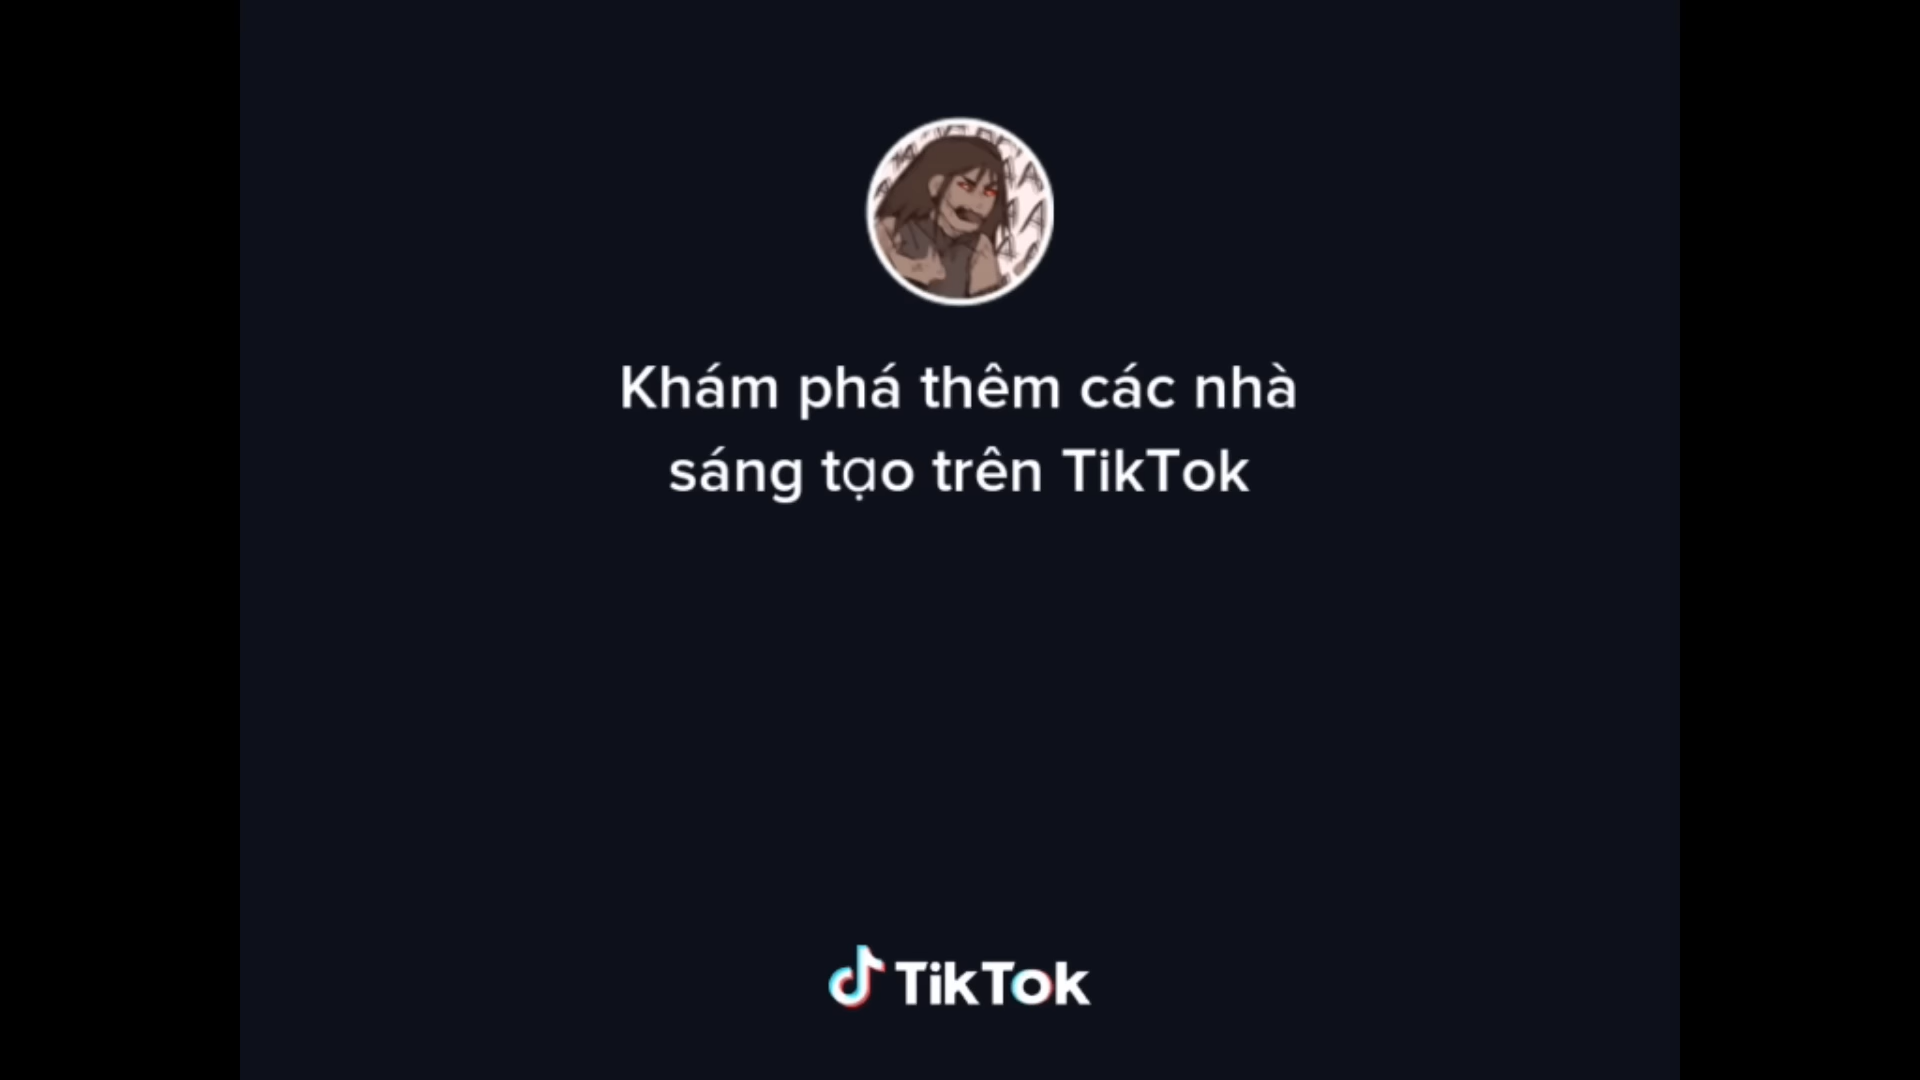 Khám phá thêm các nhà
sáng tạo trên TikTok
TikTok